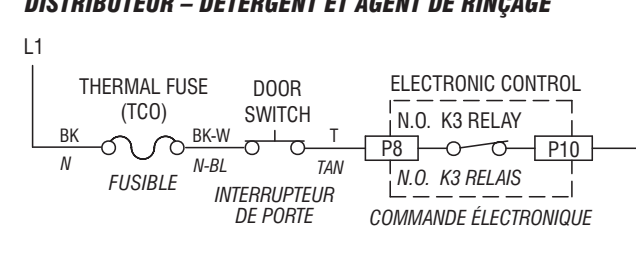 DISTRIBUTEUR – DÉTERGENT ET AGENT DE RINÇAGE
L1
THERMAL FUSE
(TCO)
DOOR
SWITCH
ELECTRONIC CONTROL
N.O. K3 RELAY
BK
BK-W
T
P8
P10
N
N-BL
TAN
FUSIBLE
N.O. K3 RELAIS
INTERRUPTEUR
DE PORTE
COMMANDE ÉLECTRONIQUE